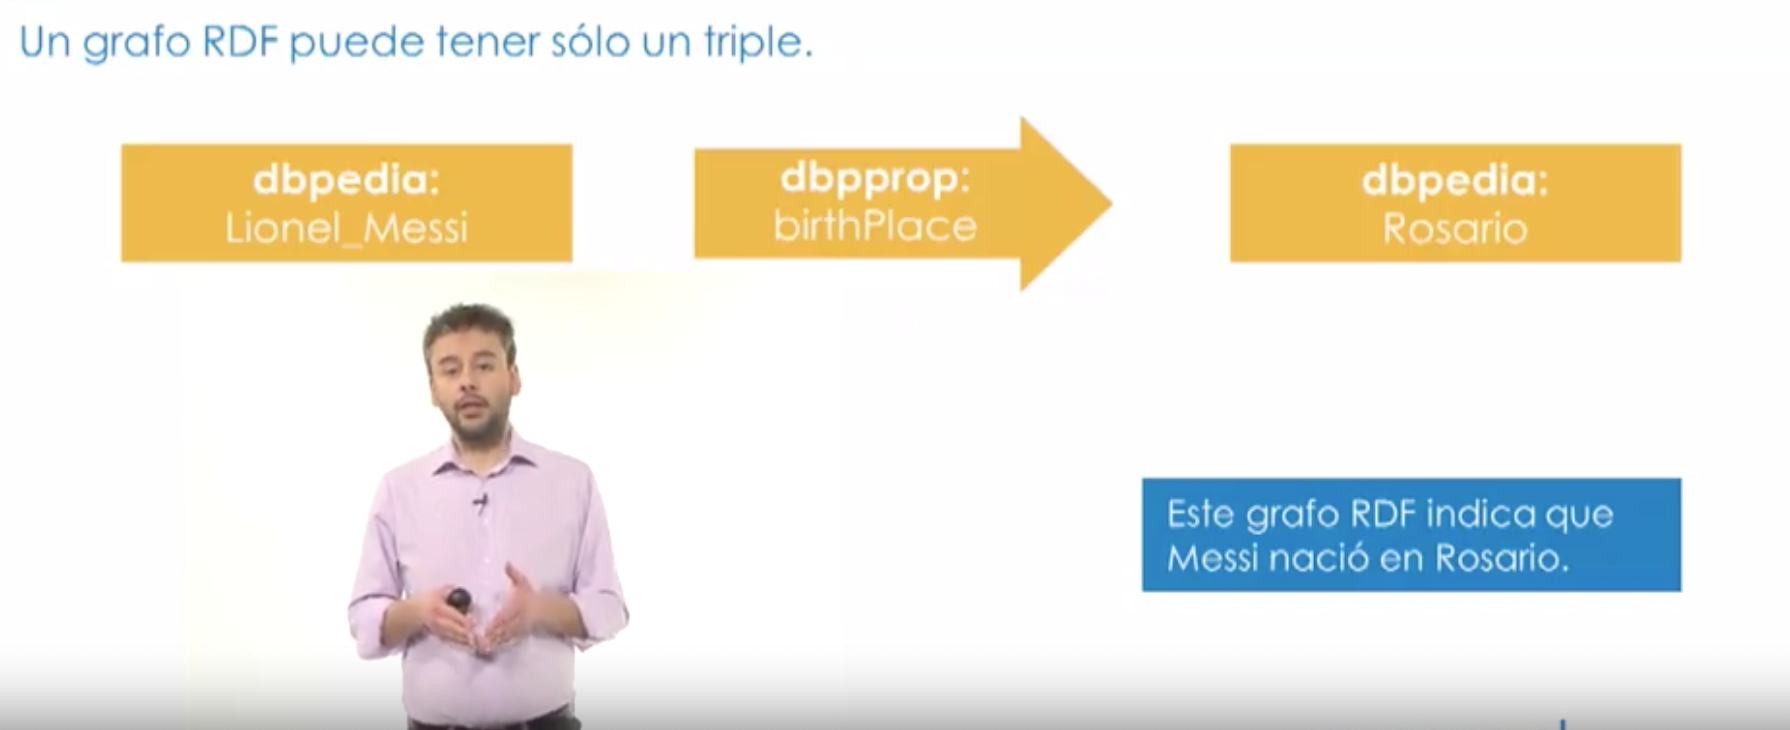 Un grafo RDF puede tener sólo un triple.
dbpedia:
Lionel_Messi
dbpprop:
birthPlace
dbpedia:
Rosario
Este grafo RDF indica que
Messi nació en Rosario.